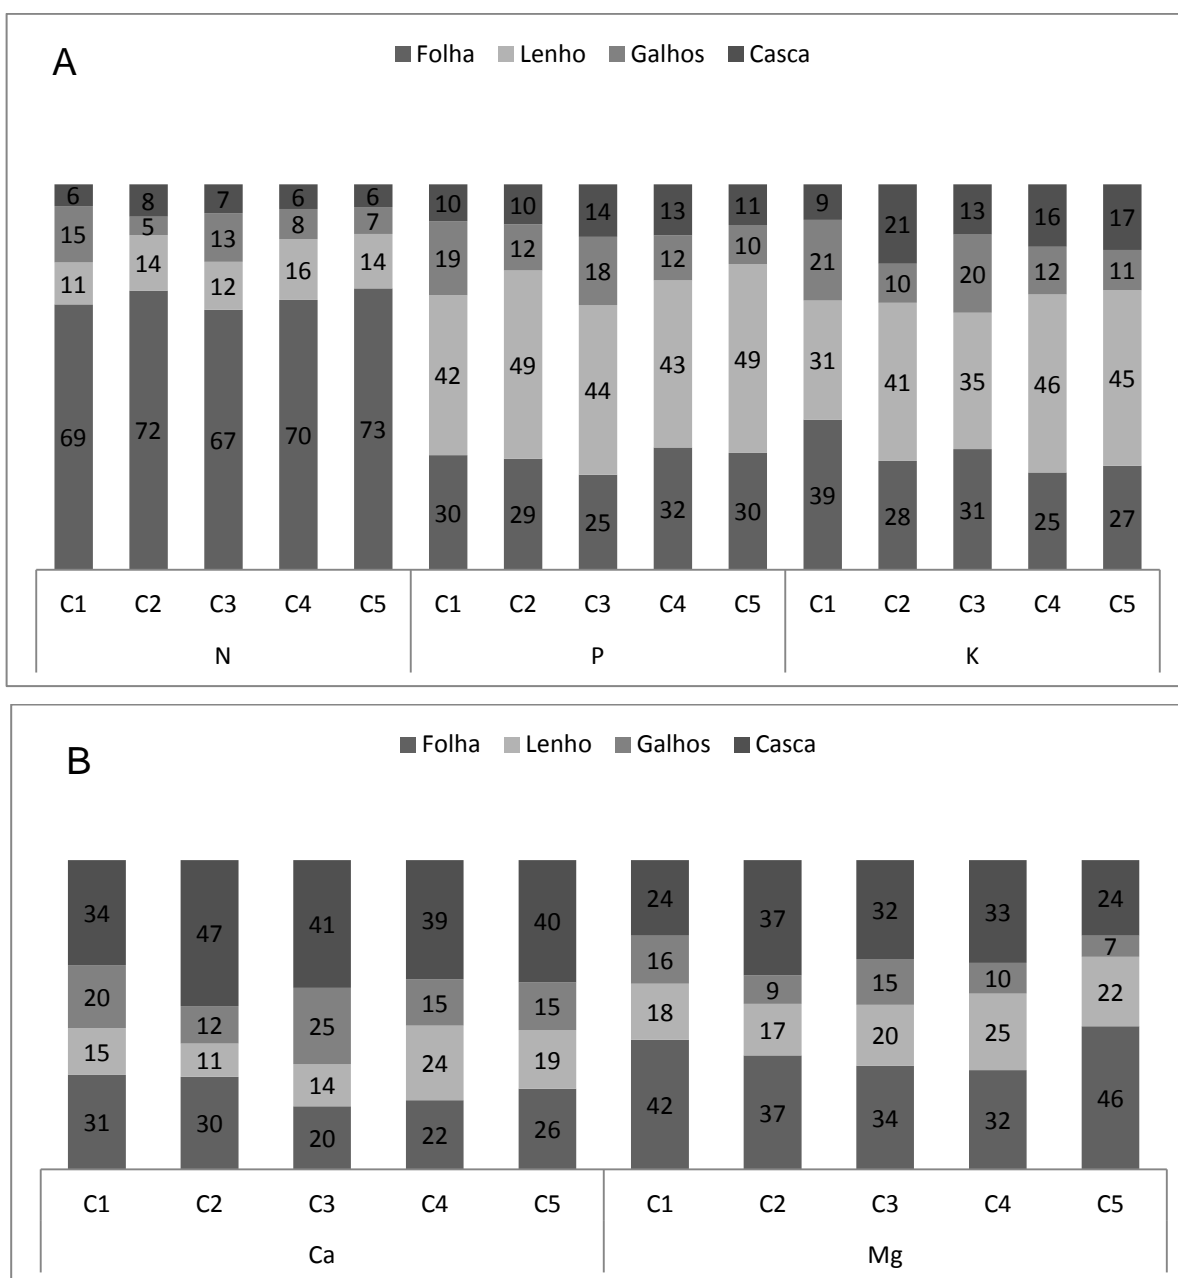 A
Folha Lenho Galhos Casca
6 8 7 6 6 10 10 14 13 11 9 21 13 16 17
15 5 13 8 7 19 12 18 12 10 21 10 20 12 11
11 14 12 16 14 42 49 44 43 49 31 41 35 46 45
69 72 67 70 73 30 29 25 32 30 39 28 31 25 27
C1 C2 C3 C4 C5 C1 C2 C3 C4 C5 C1 C2 C3 C4 C5
N P K
B
Folha Lenho Galhos Casca
34 47 41 39 40 24 37 32 33 24
20 12 25 15 15 16 9 15 10 7
15 11 14 24 19 18 17 20 25 22
31 30 20 22 26 42 37 34 32 46
C1 C2 C3 C4 C5 C1 C2 C3 C4 C5
Ca Mg